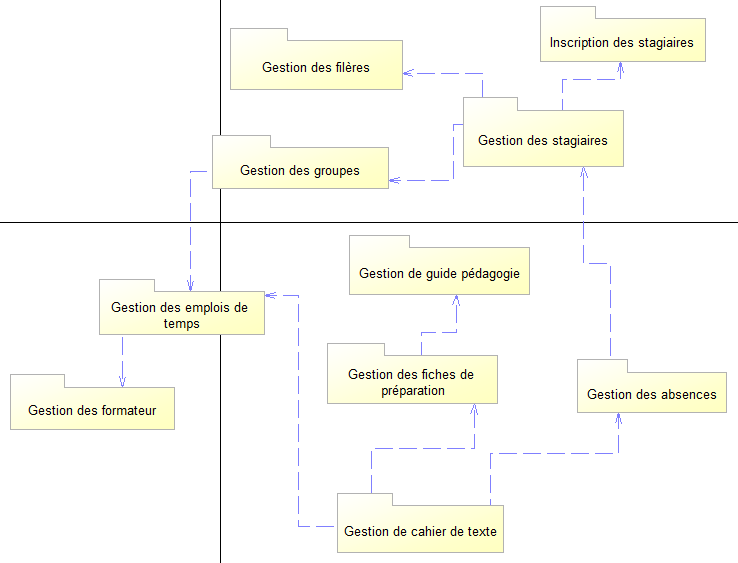 Inscription des stagiaires
Gestion des filères
Gestion des stagiaires
Gestion des groupes
Gestion de guide pédagogie
Gestion des emplois de
temps
Gestion des fiches de
préparation
Gestion des absences
Gestion des formateur
Gestion de cahier de texte